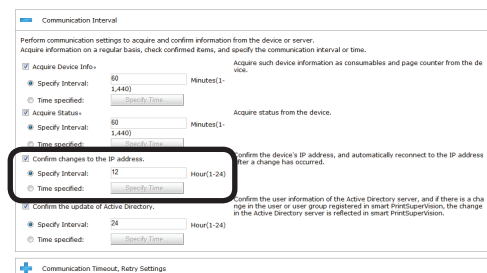 Communication Interval
Perform communication settings to acquire and confirm information from the device or server.
Acquire information on a regular basis, check confirmed items, and specify the communication interval or time.
Acquire Device Info*
Acquire such device information as consumables and page counter from the de
vice.
Specify Interval: 60 Minutes(1-
1,440)
Time specified: Specify Time...
Acquire Status*
Acquire status from the device.
Specify Interval: 60 Minutes(1-
1,440)
Time specified: Specify Time...
Confirm changes to the IP address.
Confirm the device's IP address, and automatically reconnect to the IP address
after a change has occurred.
Specify Interval: 12 Hour(1-24)
Time specified: Specify Time...
Confirm the update of Active Directory.
Confirm the user information of the Active Directory server, and if there is a cha
nge in the user or user group registered in smart PrintSuperVision, the change
in the Active Directory server is reflected in smart PrintSuperVision.
Specify Interval: 24 Hour(1-24)
Time specified: Specify Time...
Communication Timeout, Retry Settings